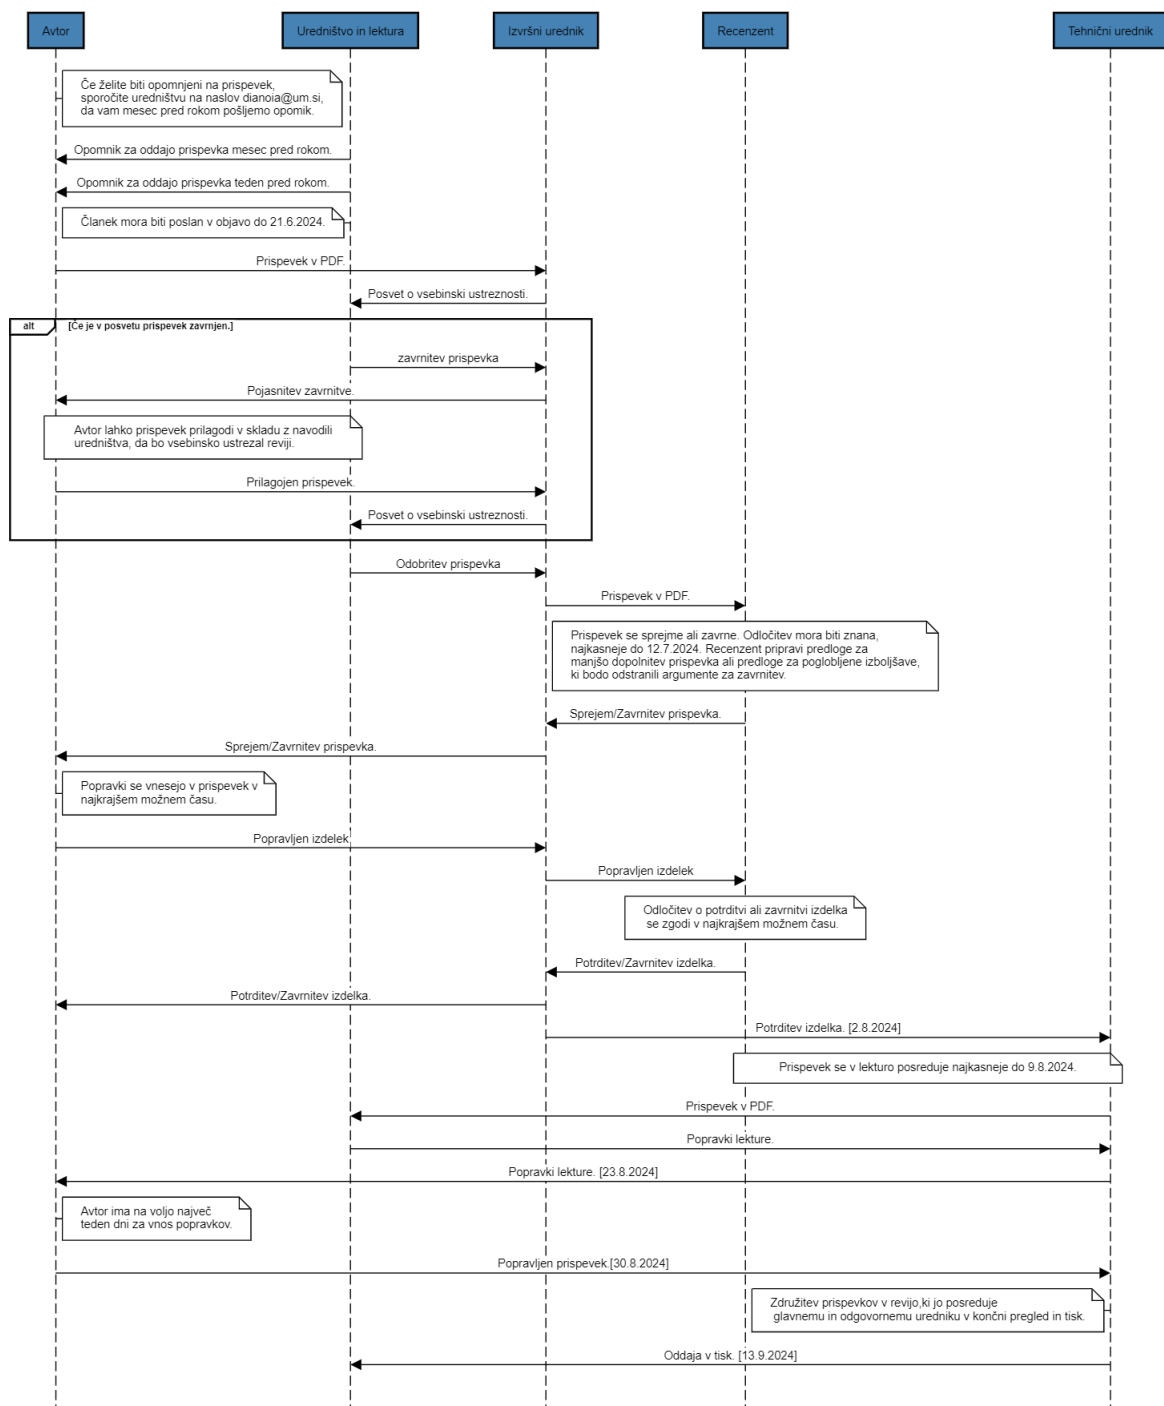 Avtor
Uredništvo in lektura
Izvršni urednik
Recenzent
Tehnični urednik
Če želite biti opomnjeni na prispevek,
sporočite uredništvu na naslov dianoia@um.si,
da vam mesec pred rokom pošljemo opomik.
Opomnik za oddajo prispevka mesec pred rokom.
Opomnik za oddajo prispevka teden pred rokom.
Članek mora biti poslan v objavo do 21.6.2024.
Prispevek v PDF.
Posvet o vsebinski ustreznosti.
alt
[Če je v posvetu prispevek zavrnjen.]
zavrnitev prispevka
Pojasnitev zavrnitve.
Avtor lahko prispevek prilagodi v skladu z navodili
uredništva, da bo vsebinsko ustrezal reviji.
Prilagojen prispevek.
Posvet o vsebinski ustreznosti.
Odobritev prispevka
Prispevek v PDF.
Prispevek se sprejme ali zavrne. Odločitev mora biti znana,
najkasneje do 12.7.2024. Recenzent pripravi predloge za
manjšo dopolnitev prispevka ali predloge za poglobljene izboljšave,
ki bodo odstranili argumente za zavrnitev.
Sprejem/Zavrnitev prispevka.
Sprejem/Zavrnitev prispevka.
Popravki se vnesejo v prispevek v
najkrajšem možnem času.
Popravljen izdelek
Popravljen izdelek
Odločitev o potrditvi ali zavrnitvi izdelka
se zgodi v najkrajšem možnem času.
Potrditev/Zavrnitev izdelka.
Potrditev/Zavrnitev izdelka.
Potrditev izdelka. [2.8.2024]
Prispevek se v lekturo posreduje najkasneje do 9.8.2024.
Prispevek v PDF.
Popravki lekture.
Popravki lekture. [23.8.2024]
Avtor ima na voljo največ
teden dni za vnos popravkov.
Popravljen prispevek.[30.8.2024]
Združitev prispevkov v revijo,ki jo posreduje
glavnemu in odgovornemu uredniku v končni pregled in tisk.
Oddaja v tisk. [13.9.2024]